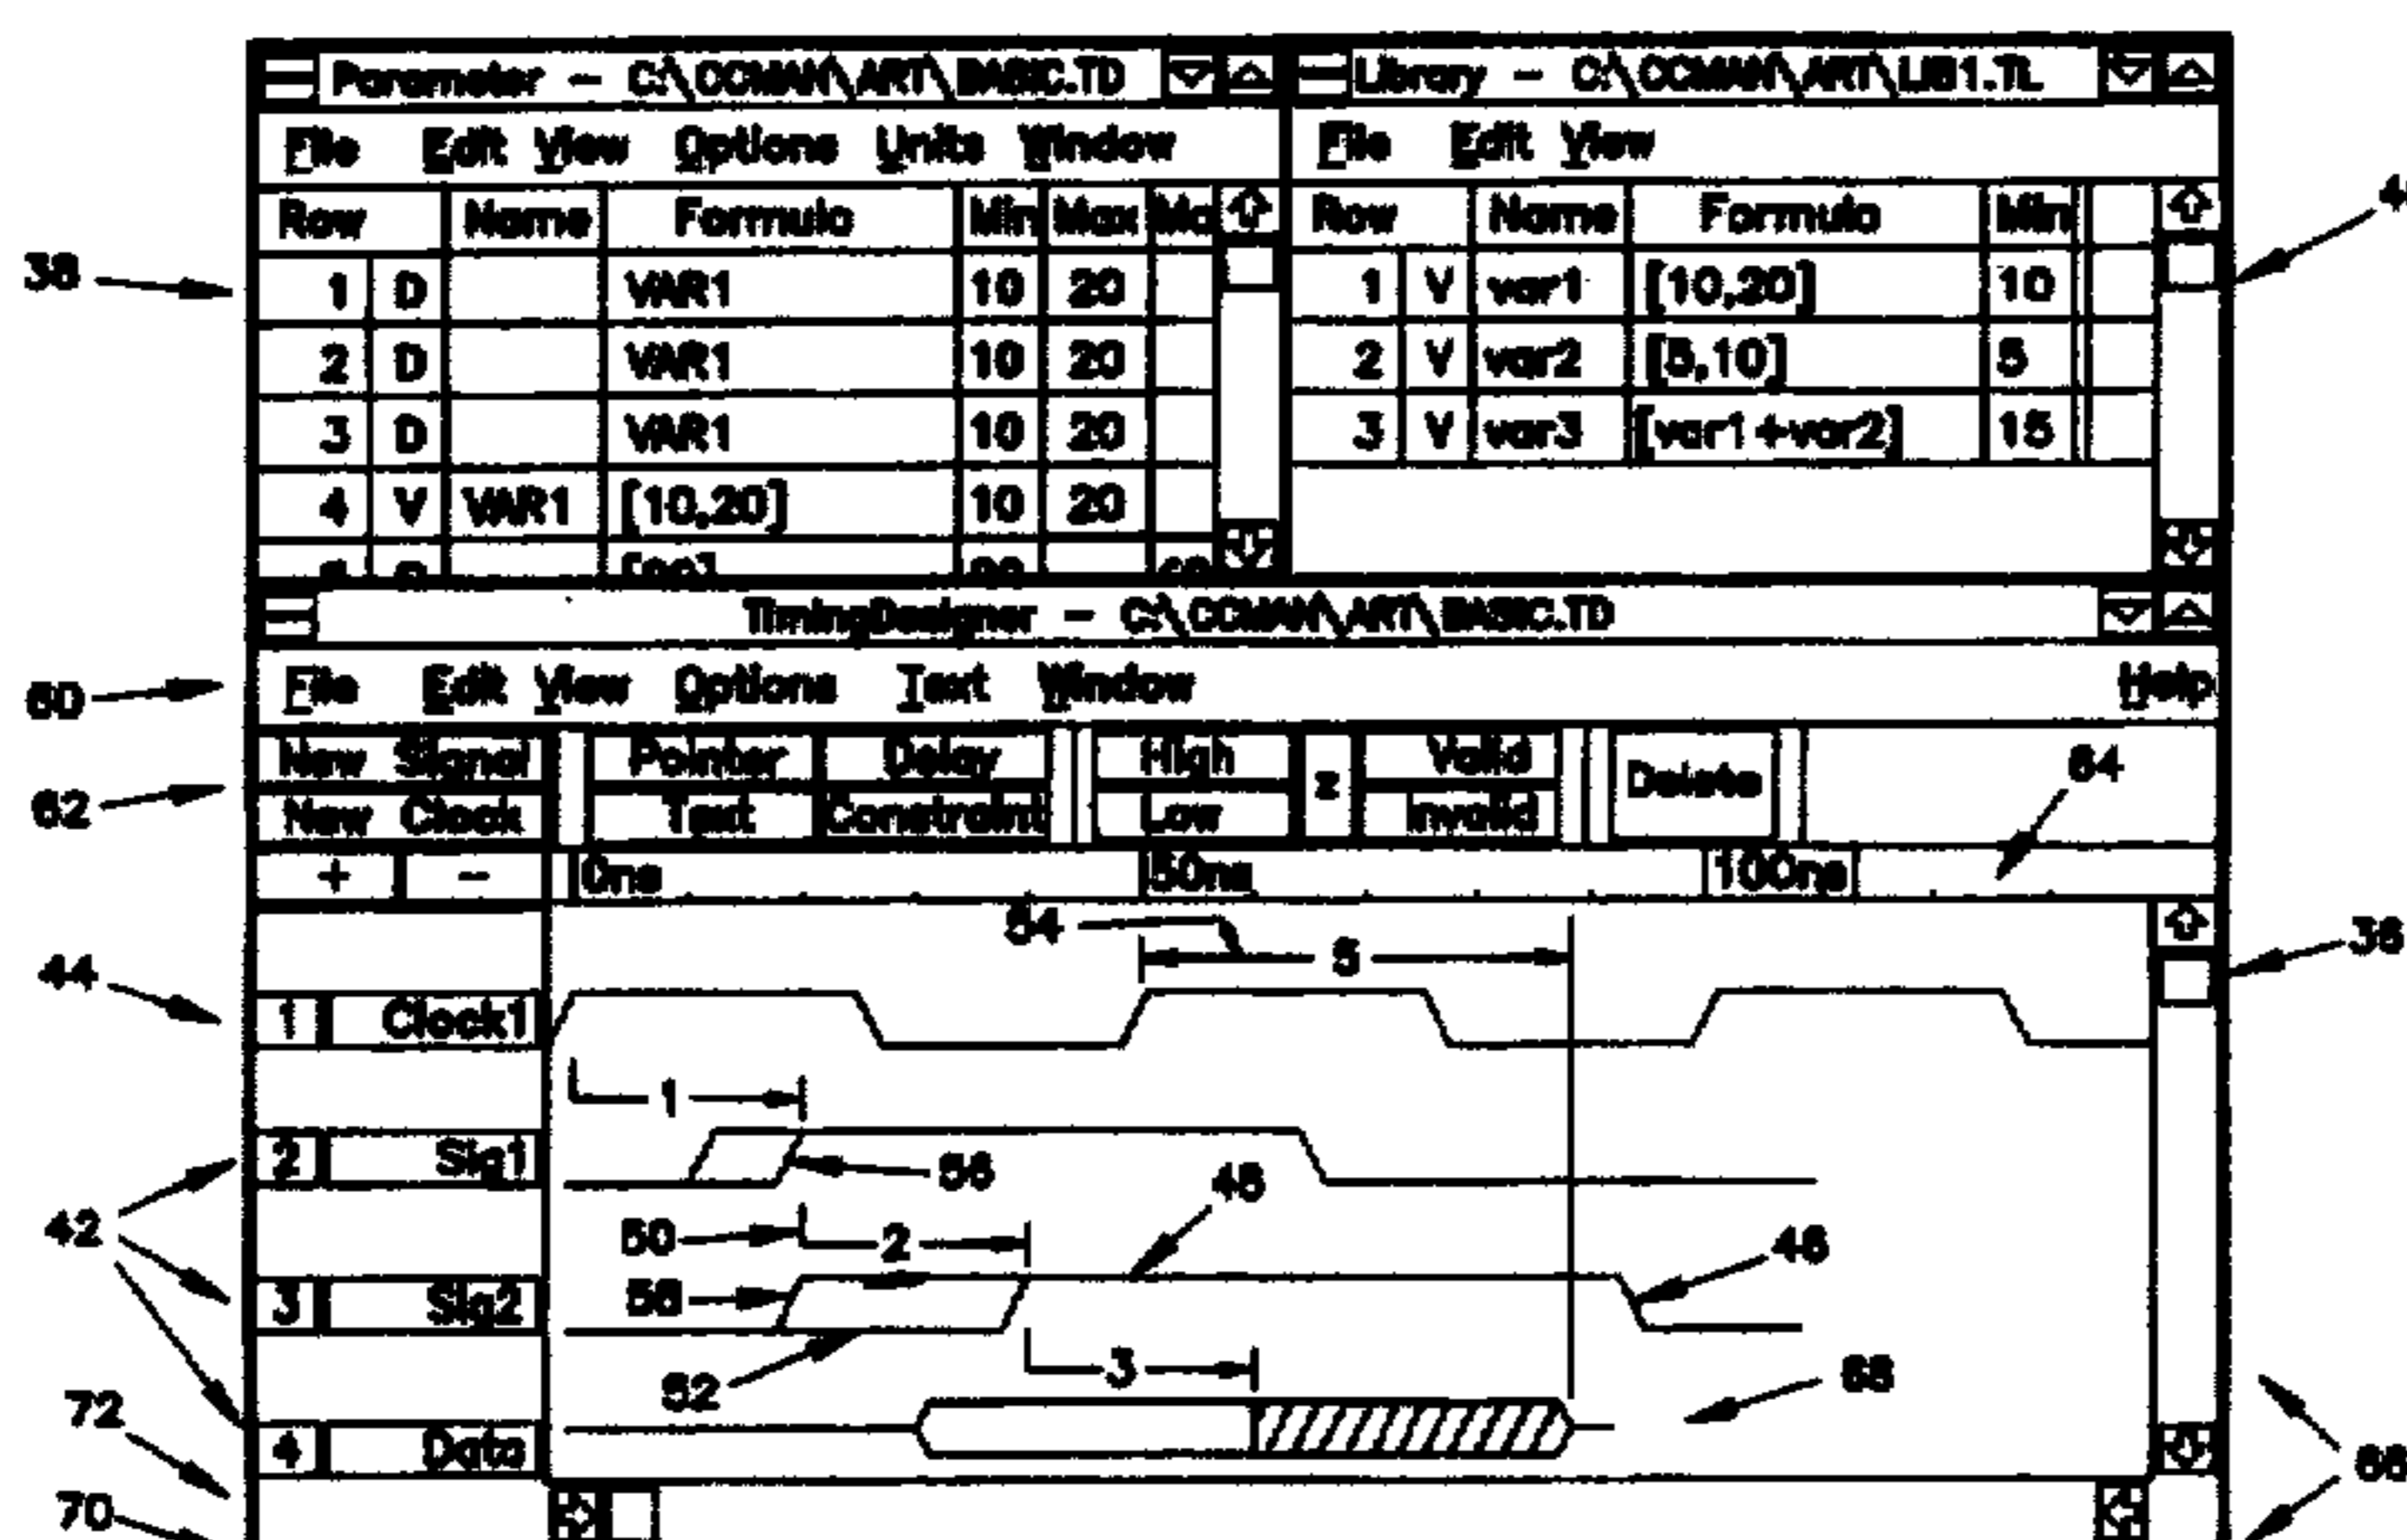 Parameter - C:\CCMAN\ART\BASIC.TD
Library - C:\CCMAN\ART\LIB1.TL
File Edit View Options Units Window
File Edit View
Row Name Formula Min Max Ma
Row Name Formula Min
38
1 D VAR1 10 20
1 V var1 [10,20] 10
2 D VAR1 10 20
2 V var2 [5,10] 5
3 D VAR1 10 20
3 V var3 [var1+var2] 15
4 V VAR1 [10,20] 10 20
TimingDesigner - C:\CCMAN\ART\BASIC.TD
60
File Edit View Options Text Window Help
62
New Signal Pointer Delay High Z Valid Delete
New Clock Text Constraint Low Invalid
64
+ - 0ns 50ns 100ns
54
5
36
44
1 Clock1
1
2 Sig1
56
48
42
50
2
46
3 Sig2
58
52
3
68
72
4 Data
66
70